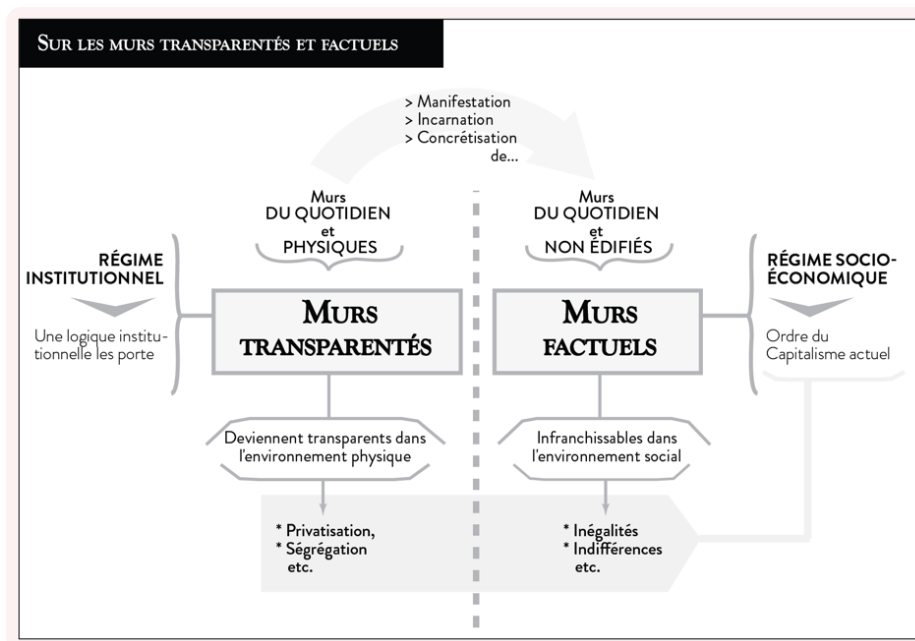 SUR LES MURS TRANSPARENTÉS ET FACTUELS
> Manifestation
> Incarnation
> Concrétisation
de...
Murs
DU QUOTIDIEN
et
PHYSIQUES
Murs
DU QUOTIDIEN
et
NON ÉDIFIÉS
RÉGIME
INSTITUTIONNEL
Une logique institu-
tionnelle les porte
MURS
TRANSPARENTÉS
MURS
FACTUELS
RÉGIME SOCIO-
ÉCONOMIQUE
Ordre du
Capitalisme actuel
Deviennent transparents dans
l'environnement physique
Infranchissables dans
l'environnement social
* Privatisation,
* Ségrégation
etc.
* Inégalités
* Indifférences
etc.